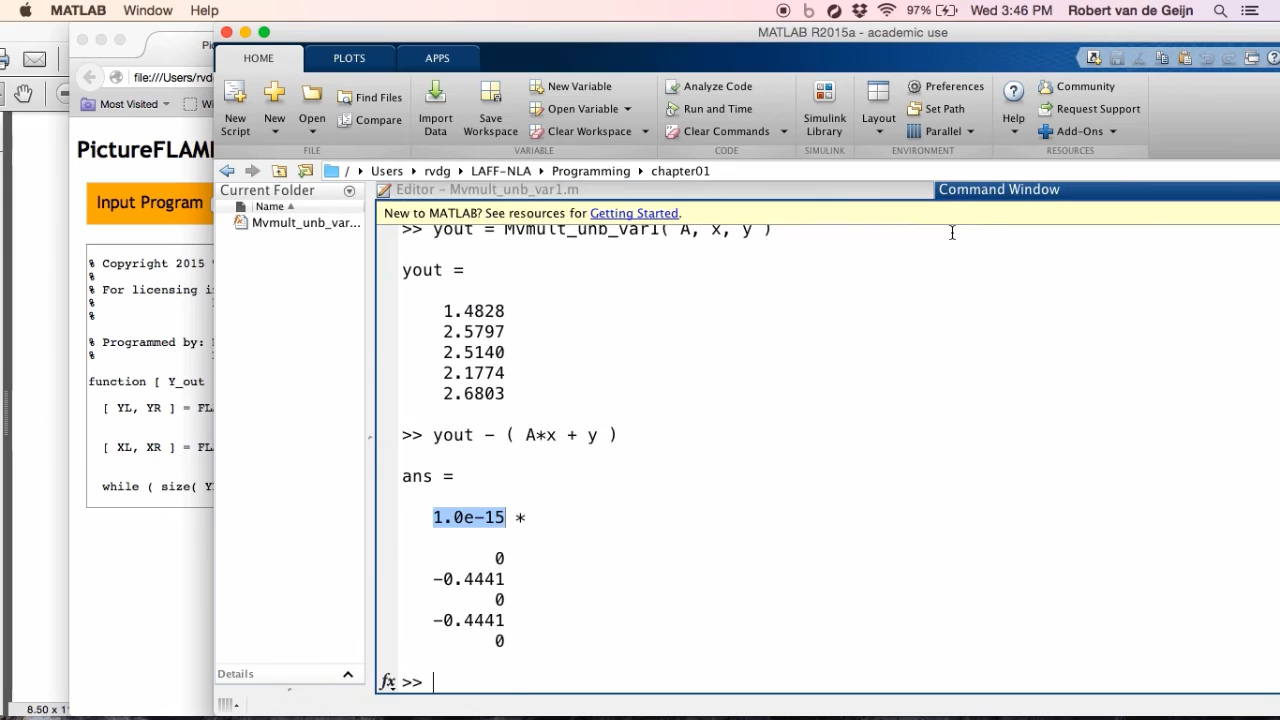 MATLAB Window Help 97% Wed 3:46 PM Robert van de Geijn
MATLAB R2015a - academic use
HOME PLOTS APPS
New Script
New
Open
Find Files
Compare
FILE
Import Data
Save Workspace
New Variable
Open Variable
Clear Workspace
VARIABLE
Analyze Code
Run and Time
Clear Commands
CODE
Simulink Library
SIMULINK
Layout
Preferences
Set Path
Parallel
ENVIRONMENT
Help
Community
Request Support
Add-Ons
RESOURCES
/ Users rvdg LAFF-NLA Programming chapter01
Current Folder
Name
Mvmult_unb_var...
Details
Editor - Mvmult_unb_var1.m
Command Window
New to MATLAB? See resources for Getting Started.
>> yout = Mvmult_unb_var1( A, x, y )
yout =
1.4828
2.5797
2.5140
2.1774
2.6803
>> yout - ( A*x + y )
ans =
1.0e-15 *
0
-0.4441
0
-0.4441
0
fx >>
file:///Users/rvd
Most Visited
PictureFLAM
Input Program
% Copyright 2015
%
% For licensing i
%
%
% Programmed by:
%
function [ Y_out
[ YL, YR ] = FL
[ XL, XR ] = FL
while ( size( Y
8.50 x 1